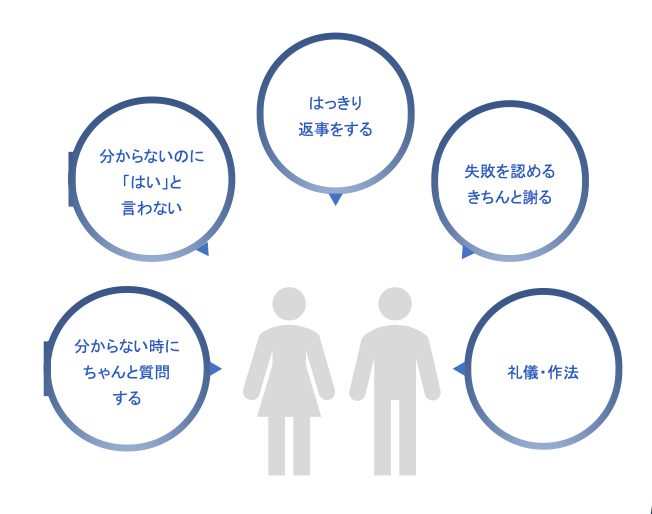 はっきり
返事をする
分からないのに
「はい」と
言わない
失敗を認める
きちんと謝る
分からない時に
ちゃんと質問
する
礼儀・作法